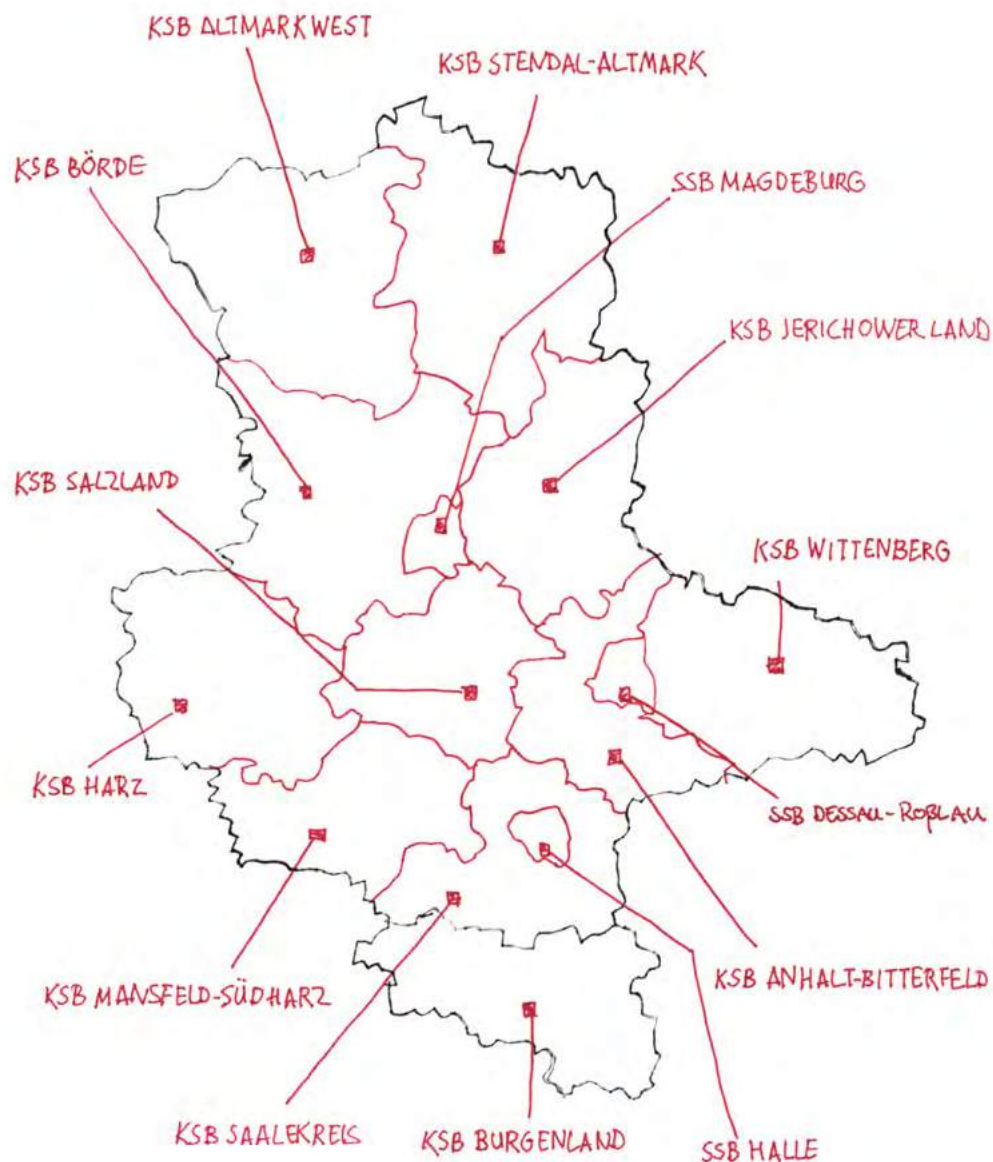 KSB ALTMARKWEST
KSB STENDAL-ALTMARK
KSB BÖRDE
SSB MAGDEBURG
KSB JERICHOWER LAND
KSB SALZLAND
KSB WITTENBERG
KSB HARZ
SSB DESSAU-ROßLAU
KSB ANHALT-BITTERFELD
KSB MANSFELD-SÜDHARZ
KSB SAALEKREIS
KSB BURGENLAND
SSB HALLE